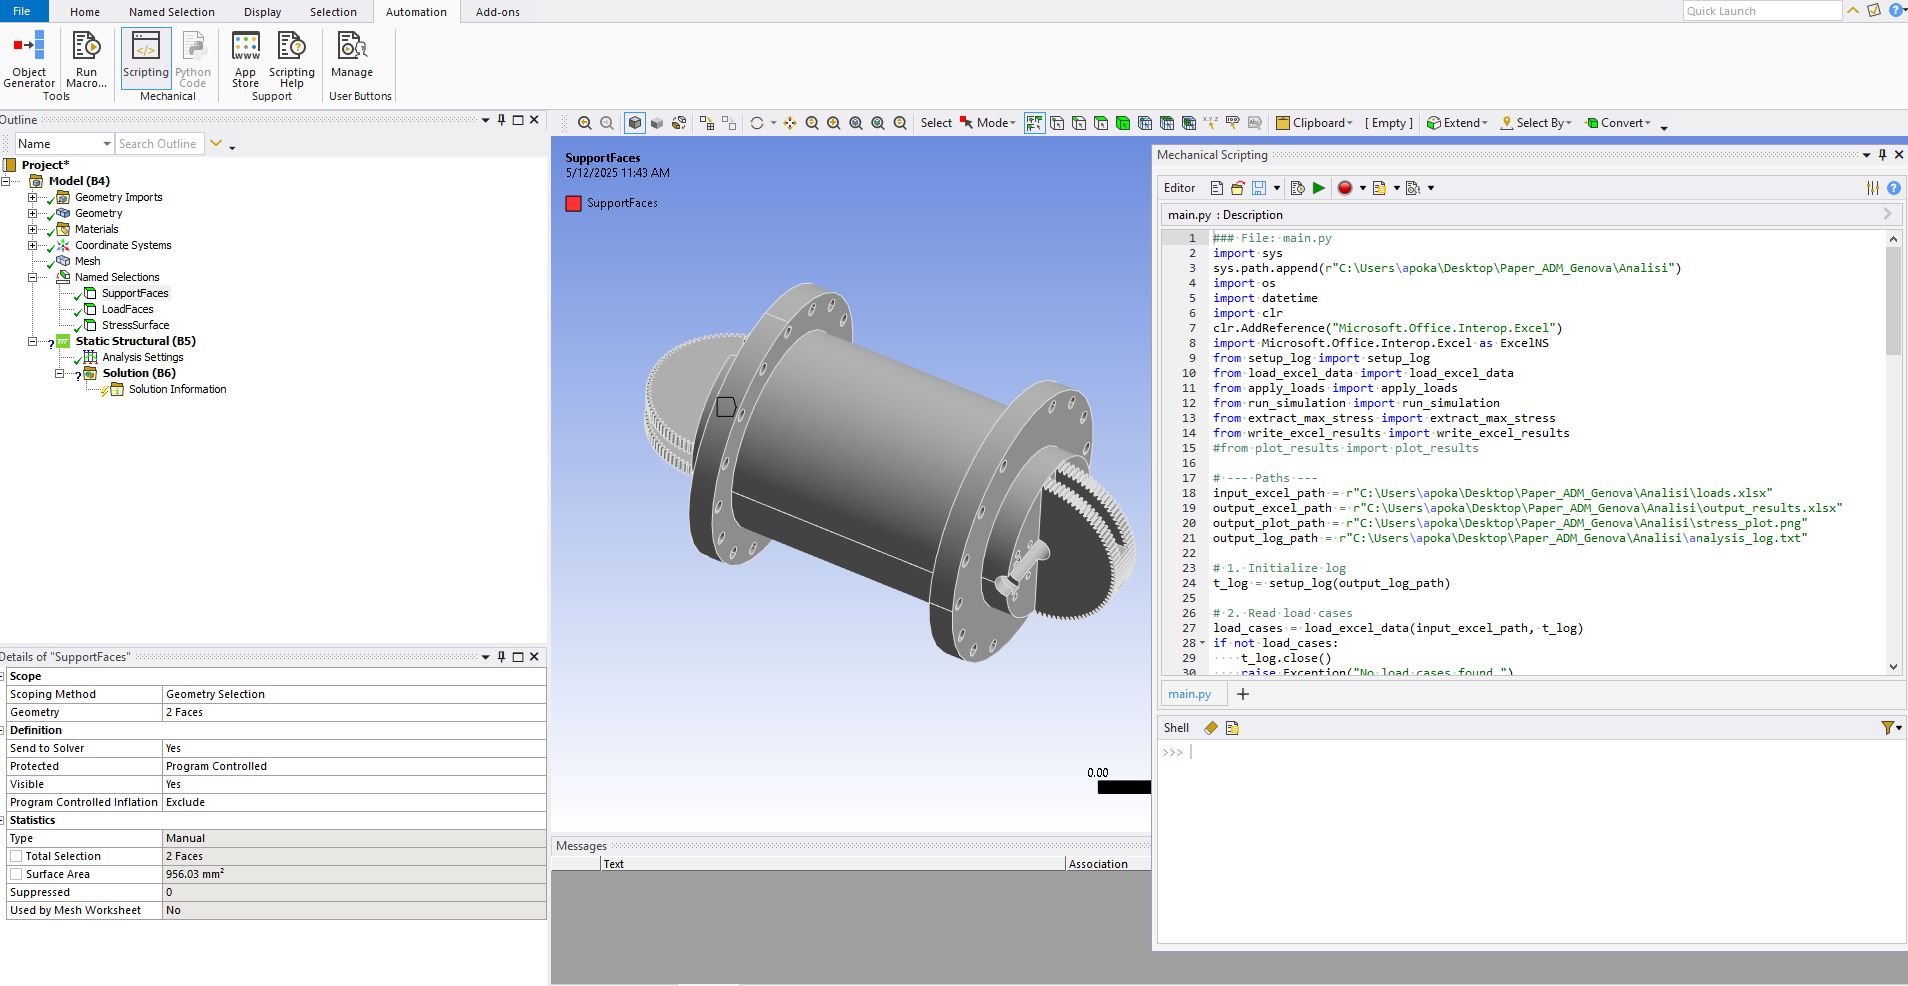 File Home Named Selection Display Selection Automation Add-ons Quick Launch
Object Generator Run Macro... Scripting Python Code App Store Scripting Help Manage
Tools Mechanical Support User Buttons
Outline
Name Search Outline
Project*
Model (B4)
Geometry Imports
Geometry
Materials
Coordinate Systems
Mesh
Named Selections
SupportFaces
LoadFaces
StressSurface
Static Structural (B5)
Analysis Settings
Solution (B6)
Solution Information
Details of "SupportFaces"
Scope
Scoping Method Geometry Selection
Geometry 2 Faces
Definition
Send to Solver Yes
Protected Program Controlled
Visible Yes
Program Controlled Inflation Exclude
Statistics
Type Manual
Total Selection 2 Faces
Surface Area 956.03 mm²
Suppressed 0
Used by Mesh Worksheet No
Select Mode Clipboard [ Empty ] Extend Select By Convert
SupportFaces
5/12/2025 11:43 AM
SupportFaces
0.00
Messages
Text Association
Mechanical Scripting
Editor
main.py : Description
1 ### File: main.py
2 import sys
3 sys.path.append(r"C:\Users\apoka\Desktop\Paper_ADM_Genova\Analisi")
4 import os
5 import datetime
6 import clr
7 clr.AddReference("Microsoft.Office.Interop.Excel")
8 import Microsoft.Office.Interop.Excel as ExcelNS
9 from setup_log import setup_log
10 from load_excel_data import load_excel_data
11 from apply_loads import apply_loads
12 from run_simulation import run_simulation
13 from extract_max_stress import extract_max_stress
14 from write_excel_results import write_excel_results
15 #from plot_results import plot_results
16
17 # --- Paths ---
18 input_excel_path = r"C:\Users\apoka\Desktop\Paper_ADM_Genova\Analisi\loads.xlsx"
19 output_excel_path = r"C:\Users\apoka\Desktop\Paper_ADM_Genova\Analisi\output_results.xlsx"
20 output_plot_path = r"C:\Users\apoka\Desktop\Paper_ADM_Genova\Analisi\stress_plot.png"
21 output_log_path = r"C:\Users\apoka\Desktop\Paper_ADM_Genova\Analisi\analysis_log.txt"
22
23 # 1. Initialize log
24 t_log = setup_log(output_log_path)
25
26 # 2. Read load cases
27 load_cases = load_excel_data(input_excel_path, t_log)
28 if not load_cases:
29 t_log.close()
30 raise Exception("No load cases found.")
main.py +
Shell
>>>